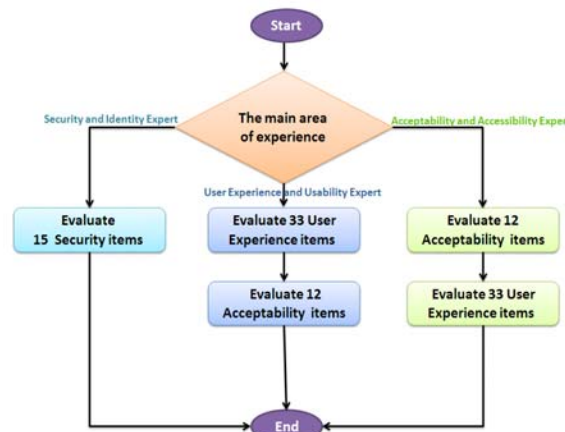 Start
The main area
of experience
Security and Identity Expert
Acceptability and Accessibility Exper
User Experience and Usability Expert
Evaluate
15 Security items
Evaluate 33 User
Experience items
Evaluate 12
Acceptability items
Evaluate 12
Acceptability items
Evaluate 33 User
Experience items
End